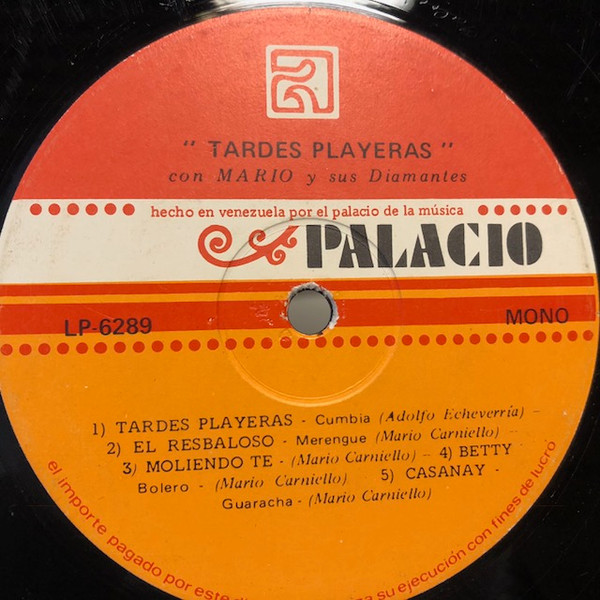 " TARDES PLAYERAS "
con MARIO y sus Diamantes
hecho en venezuela por el palacio de la música
PALACIO
LP-6289
MONO
1) TARDES PLAYERAS - Cumbia (Adolfo Echeverría) -
2) EL RESBALOSO - Merengue (Mario Carniello)
3) MOLIENDO TE - (Mario Carniello) - 4) BETTY -
Bolero - (Mario Carniello) 5) CASANAY -
Guaracha - (Mario Carniello)
el importe pagado por este su ejecución con fines de lucro